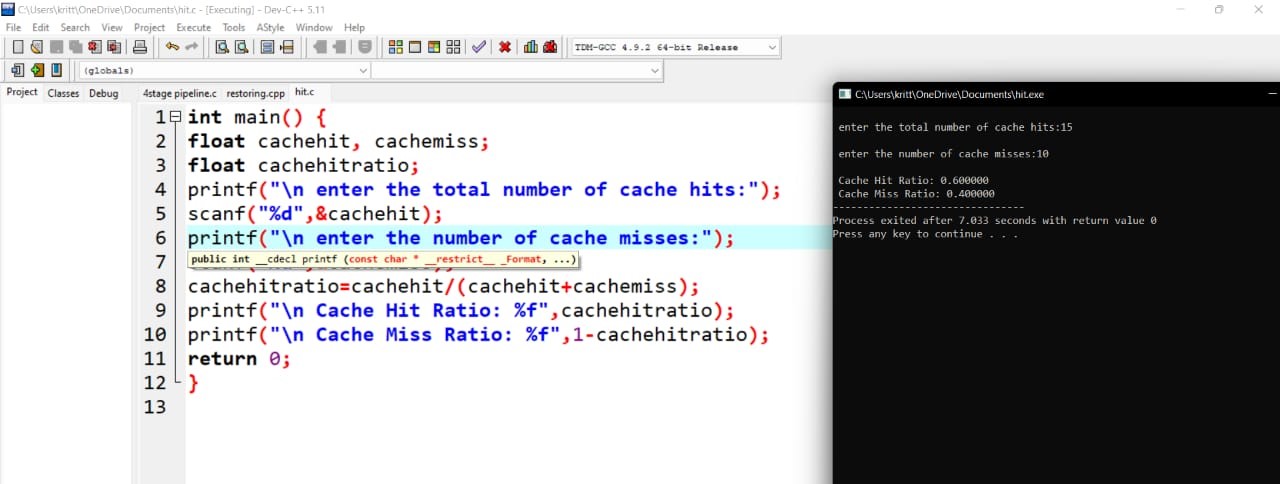 C:\Users\kritt\OneDrive\Documents\hit.c - [Executing] - Dev-C++ 5.11
File Edit Search View Project Execute Tools AStyle Window Help
TDM-GCC 4.9.2 64-bit Release
(globals)
Project Classes Debug
4stage pipeline.c restoring.cpp hit.c
1 int main() {
2 float cachehit, cachemiss;
3 float cachehitratio;
4 printf("\n enter the total number of cache hits:");
5 scanf("%d",&cachehit);
6 printf("\n enter the number of cache misses:");
7
public int __cdecl printf (const char * __restrict__ _Format, ...)
8 cachehitratio=cachehit/(cachehit+cachemiss);
9 printf("\n Cache Hit Ratio: %f",cachehitratio);
10 printf("\n Cache Miss Ratio: %f",1-cachehitratio);
11 return 0;
12 }
13
C:\Users\kritt\OneDrive\Documents\hit.exe
enter the total number of cache hits:15
enter the number of cache misses:10
Cache Hit Ratio: 0.600000
Cache Miss Ratio: 0.400000
--------------------------------
Process exited after 7.033 seconds with return value 0
Press any key to continue . . .